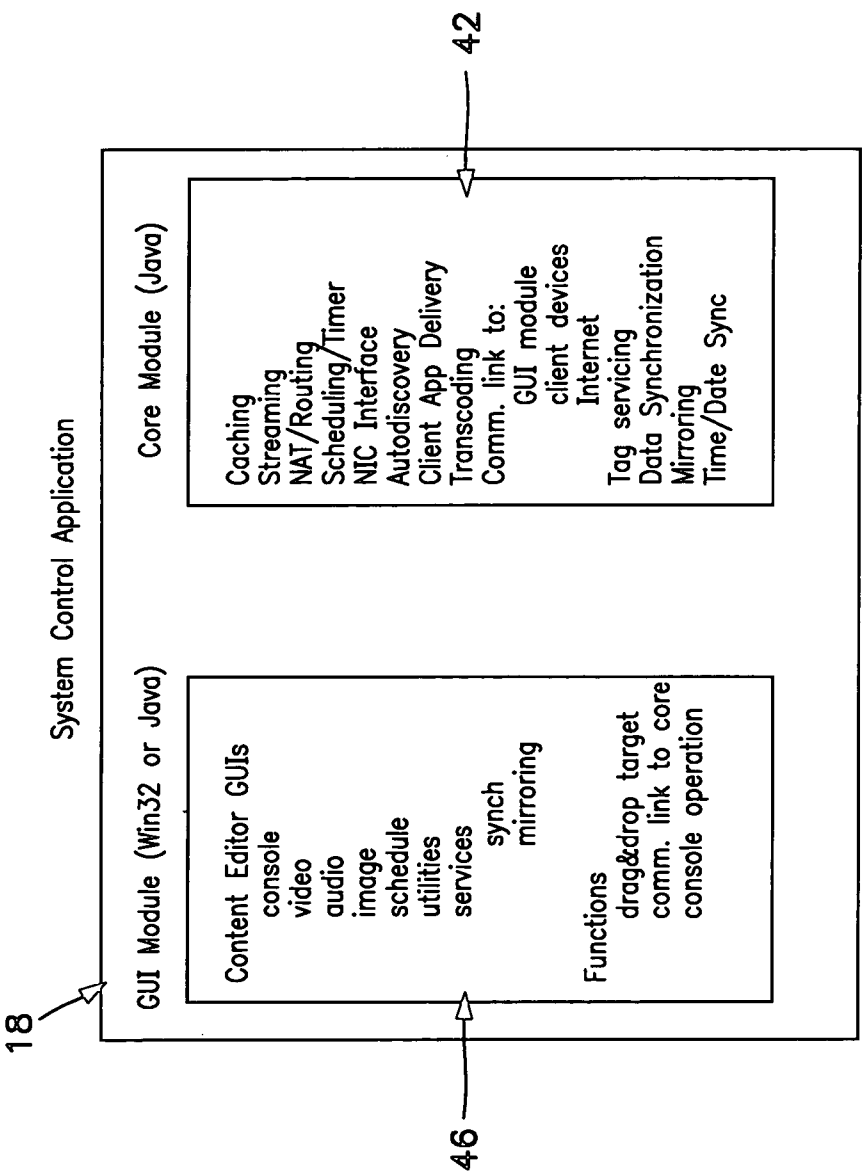 System Control Application
18
GUI Module (Win32 or Java)
Content Editor GUIs
console
video
audio
image
schedule
utilities
services
synch
mirroring
Functions
drag&drop target
comm. link to core
console operation
46
Core Module (Java)
Caching
Streaming
NAT/Routing
Scheduling/Timer
NIC Interface
Autodiscovery
Client App Delivery
Transcoding
Comm. link to:
GUI module
client devices
Internet
Tag servicing
Data Synchronization
Mirroring
Time/Date Sync
42